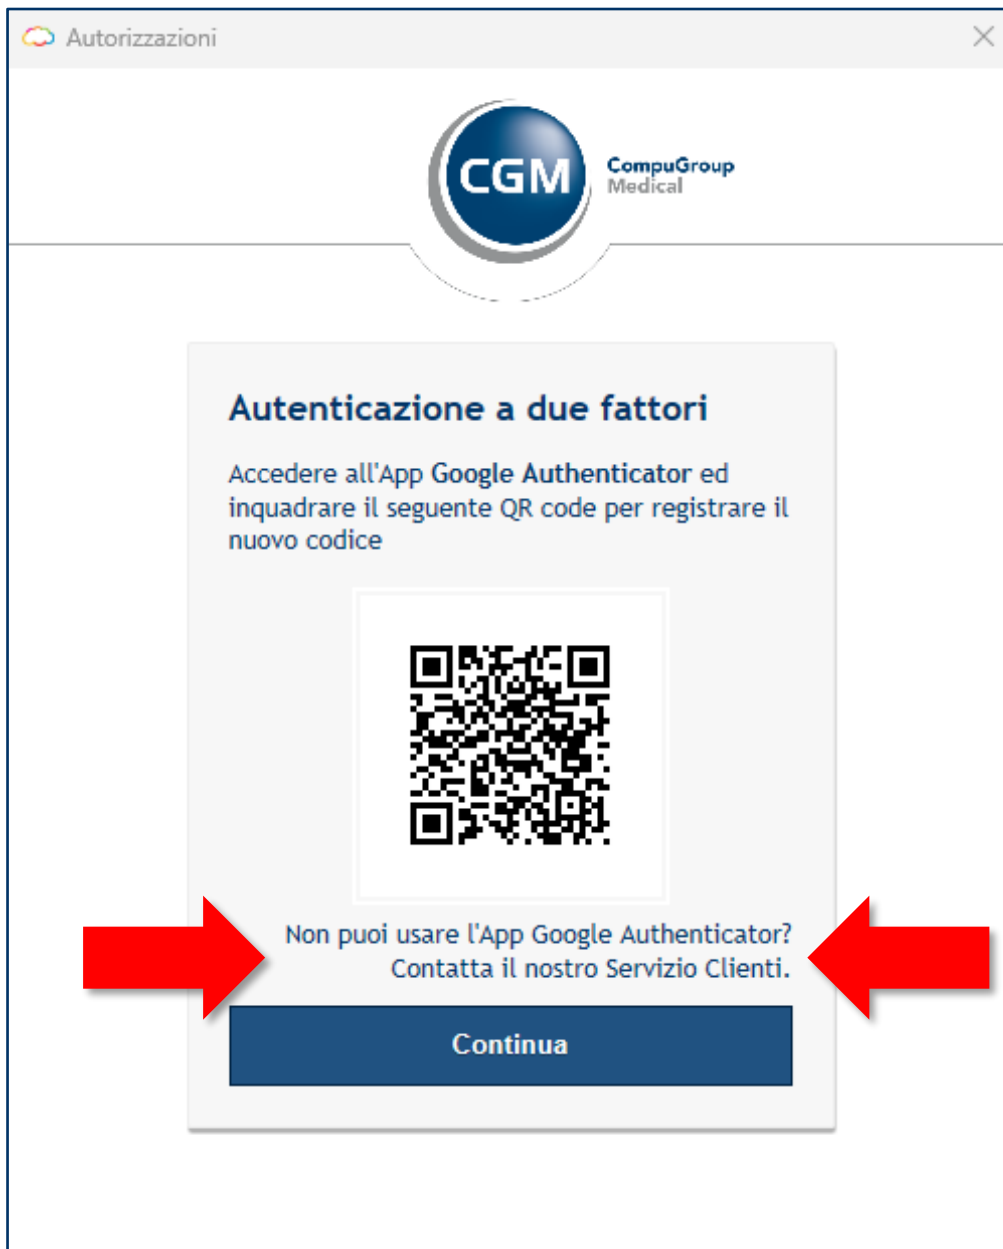 Autorizzazioni
CGM
CompuGroup
Medical
Autenticazione a due fattori
Accedere all'App Google Authenticator ed
inquadrare il seguente QR code per registrare il
nuovo codice
Non puoi usare l'App Google Authenticator?
Contatta il nostro Servizio Clienti.
Continua